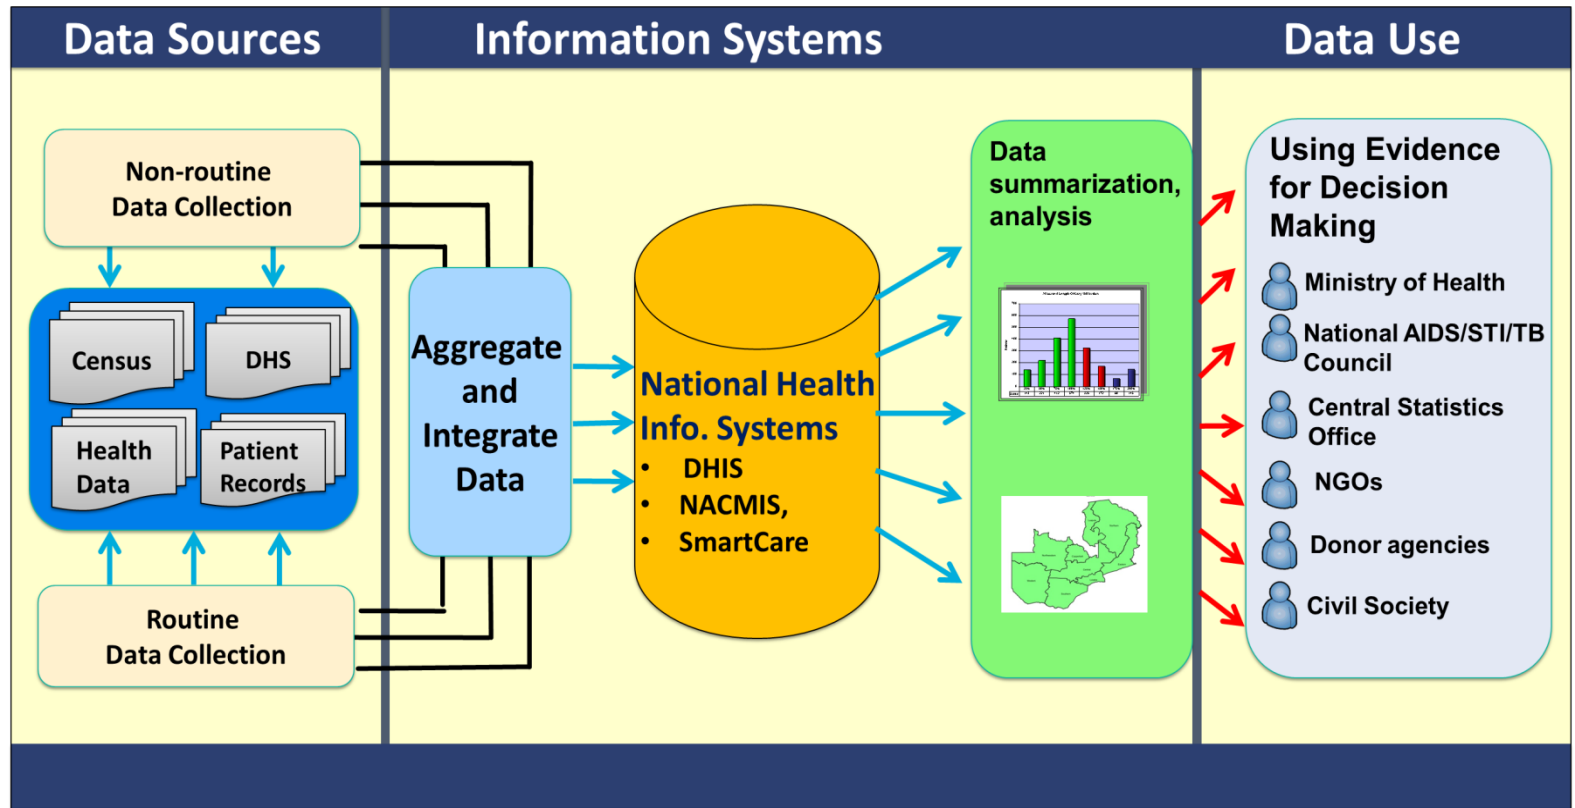 Data Sources
Information Systems
Data Use
Non-routine
Data Collection
Census
DHS
Health
Data
Patient
Records
Routine
Data Collection
Aggregate
and
Integrate
Data
National Health
Info. Systems
• DHIS
• NACMIS,
• SmartCare
Data
summarization,
analysis
Using Evidence
for Decision
Making
Ministry of Health
National AIDS/STI/TB
Council
Central Statistics
Office
NGOs
Donor agencies
Civil Society